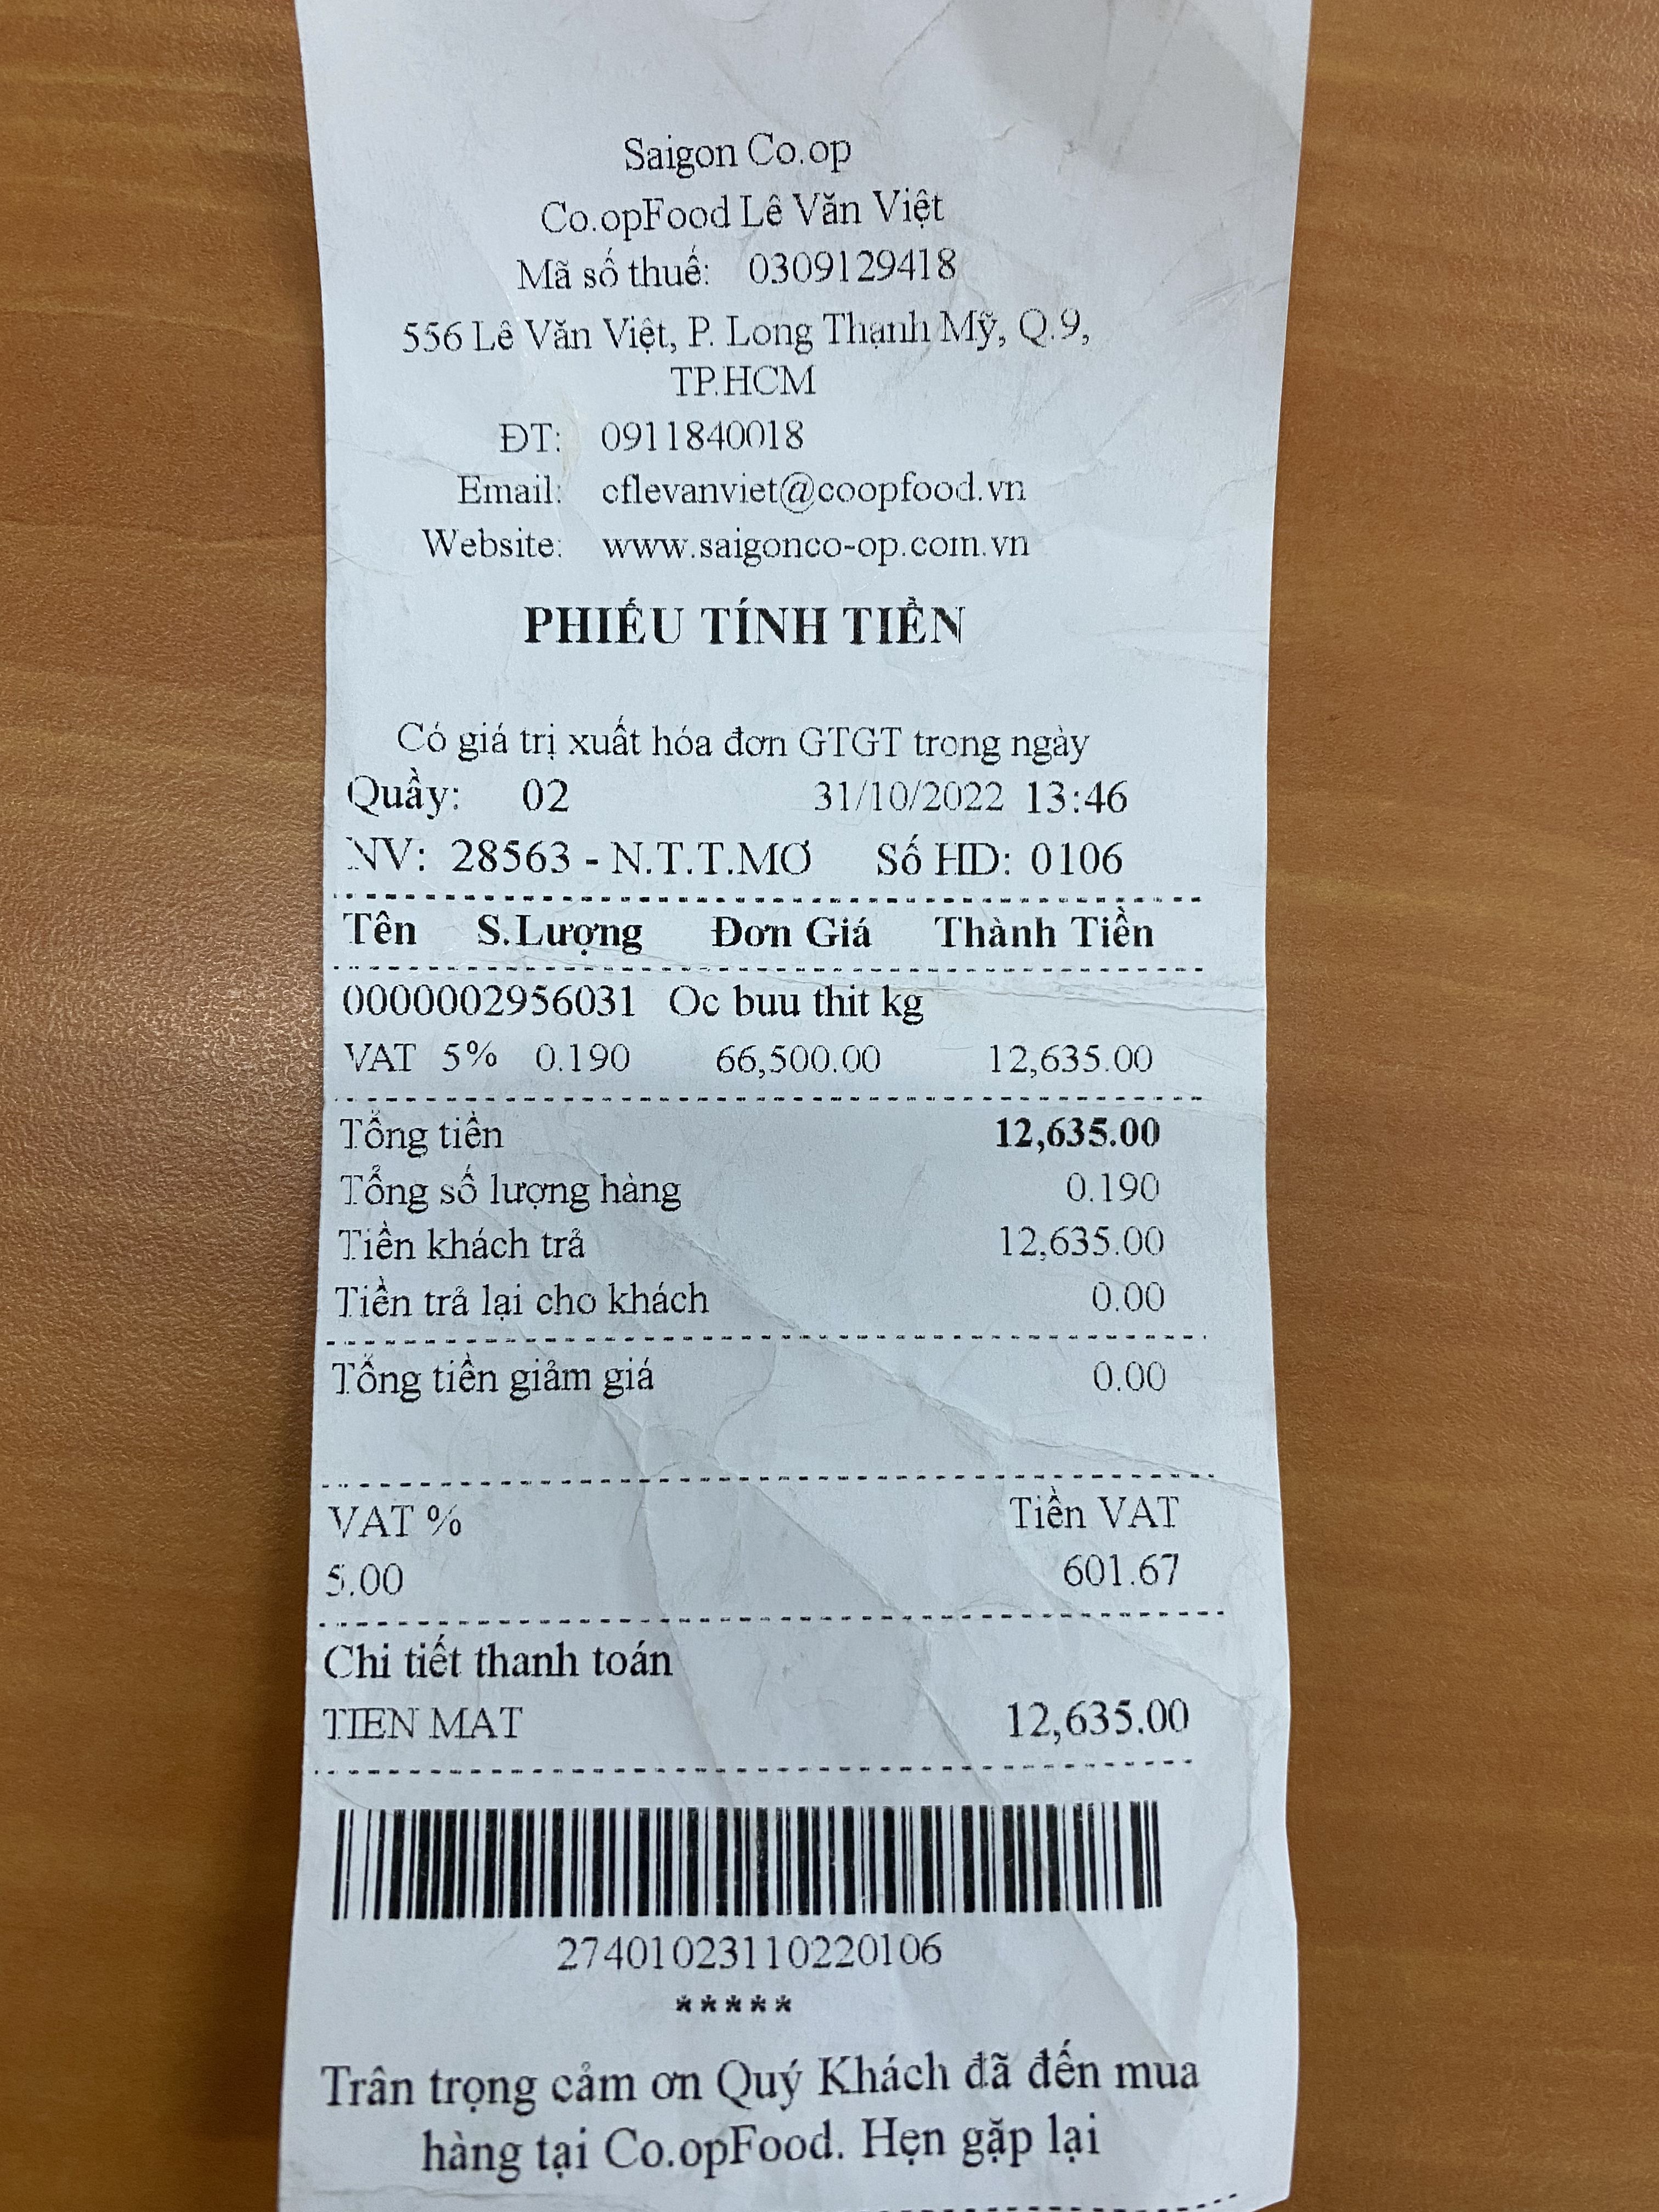 Saigon Co.op
Co.opFood Lê Văn Việt
Mã số thuế: 0309129418
556 Lê Văn Việt, P. Long Thạnh Mỹ, Q.9,
TP.HCM
ĐT: 0911840018
Email: cflevanviet@coopfood.vn
Website: www.saigonco-op.com.vn
PHIẾU TÍNH TIỀN
Có giá trị xuất hóa đơn GTGT trong ngày
Quầy: 02 31/10/2022 13:46
NV: 28563 - N.T.T.MƠ Số HD: 0106
Tên S.Lượng Đơn Giá Thành Tiền
0000002956031 Oc buu thit kg
VAT 5% 0.190 66,500.00 12,635.00
Tổng tiền 12,635.00
Tổng số lượng hàng 0.190
Tiền khách trả 12,635.00
Tiền trả lại cho khách 0.00
Tổng tiền giảm giá 0.00
VAT % Tiền VAT
5.00 601.67
Chi tiết thanh toán
TIEN MAT 12,635.00
27401023110220106
*****
Trân trọng cảm ơn Quý Khách đã đến mua
hàng tại Co.opFood. Hẹn gặp lại